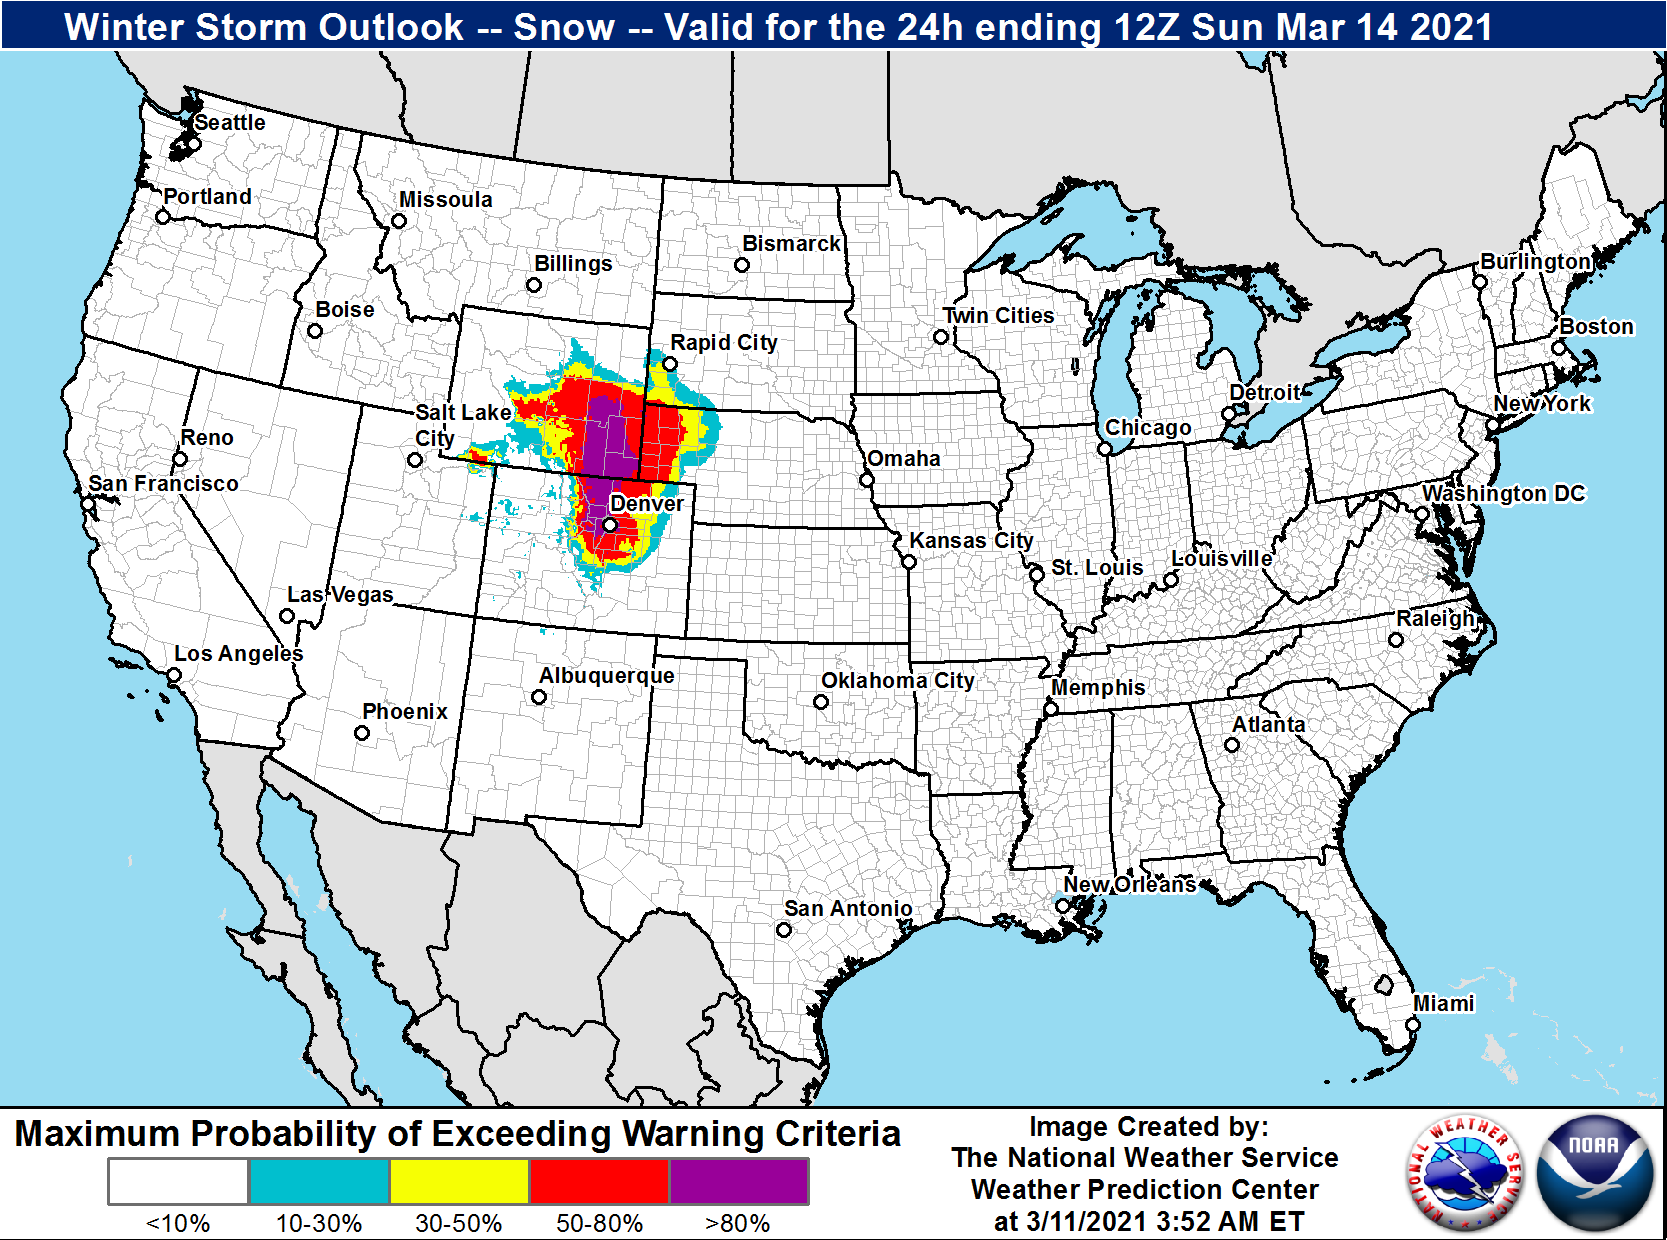 Winter Storm Outlook -- Snow -- Valid for the 24h ending 12Z Sun Mar 14 2021
Seattle
Portland
Missoula
Bismarck
Billings
Burlington
Boise
Twin Cities
Boston
Rapid City
Detroit
New York
Salt Lake
City
Reno
Chicago
Omaha
San Francisco
Washington DC
Denver
Kansas City
St. Louis
Louisville
Las Vegas
Raleigh
Los Angeles
Albuquerque
Oklahoma City
Memphis
Phoenix
Atlanta
New Orleans
San Antonio
Miami
Maximum Probability of Exceeding Warning Criteria
<10%
10-30%
30-50%
50-80%
>80%
Image Created by:
The National Weather Service
Weather Prediction Center
at 3/11/2021 3:52 AM ET
NATIONAL WEATHER SERVICE
NOAA